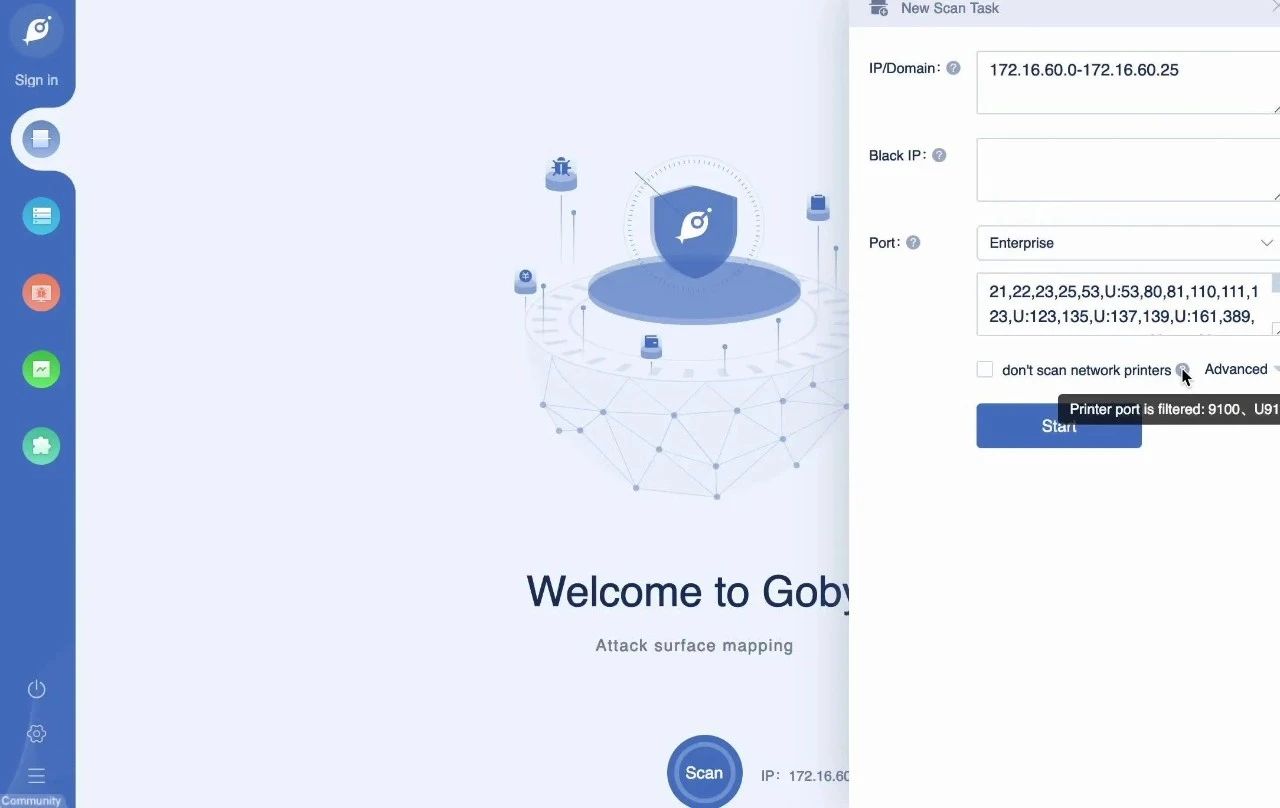 Sign in
Community
Welcome to Goby
Attack surface mapping
Scan
IP: 172.16.60
New Scan Task
IP/Domain:
172.16.60.0-172.16.60.25
Black IP:
Port:
Enterprise
21,22,23,25,53,U:53,80,81,110,111,1
23,U:123,135,U:137,139,U:161,389,
don't scan network printers
Advanced
Printer port is filtered: 9100、U91
Start